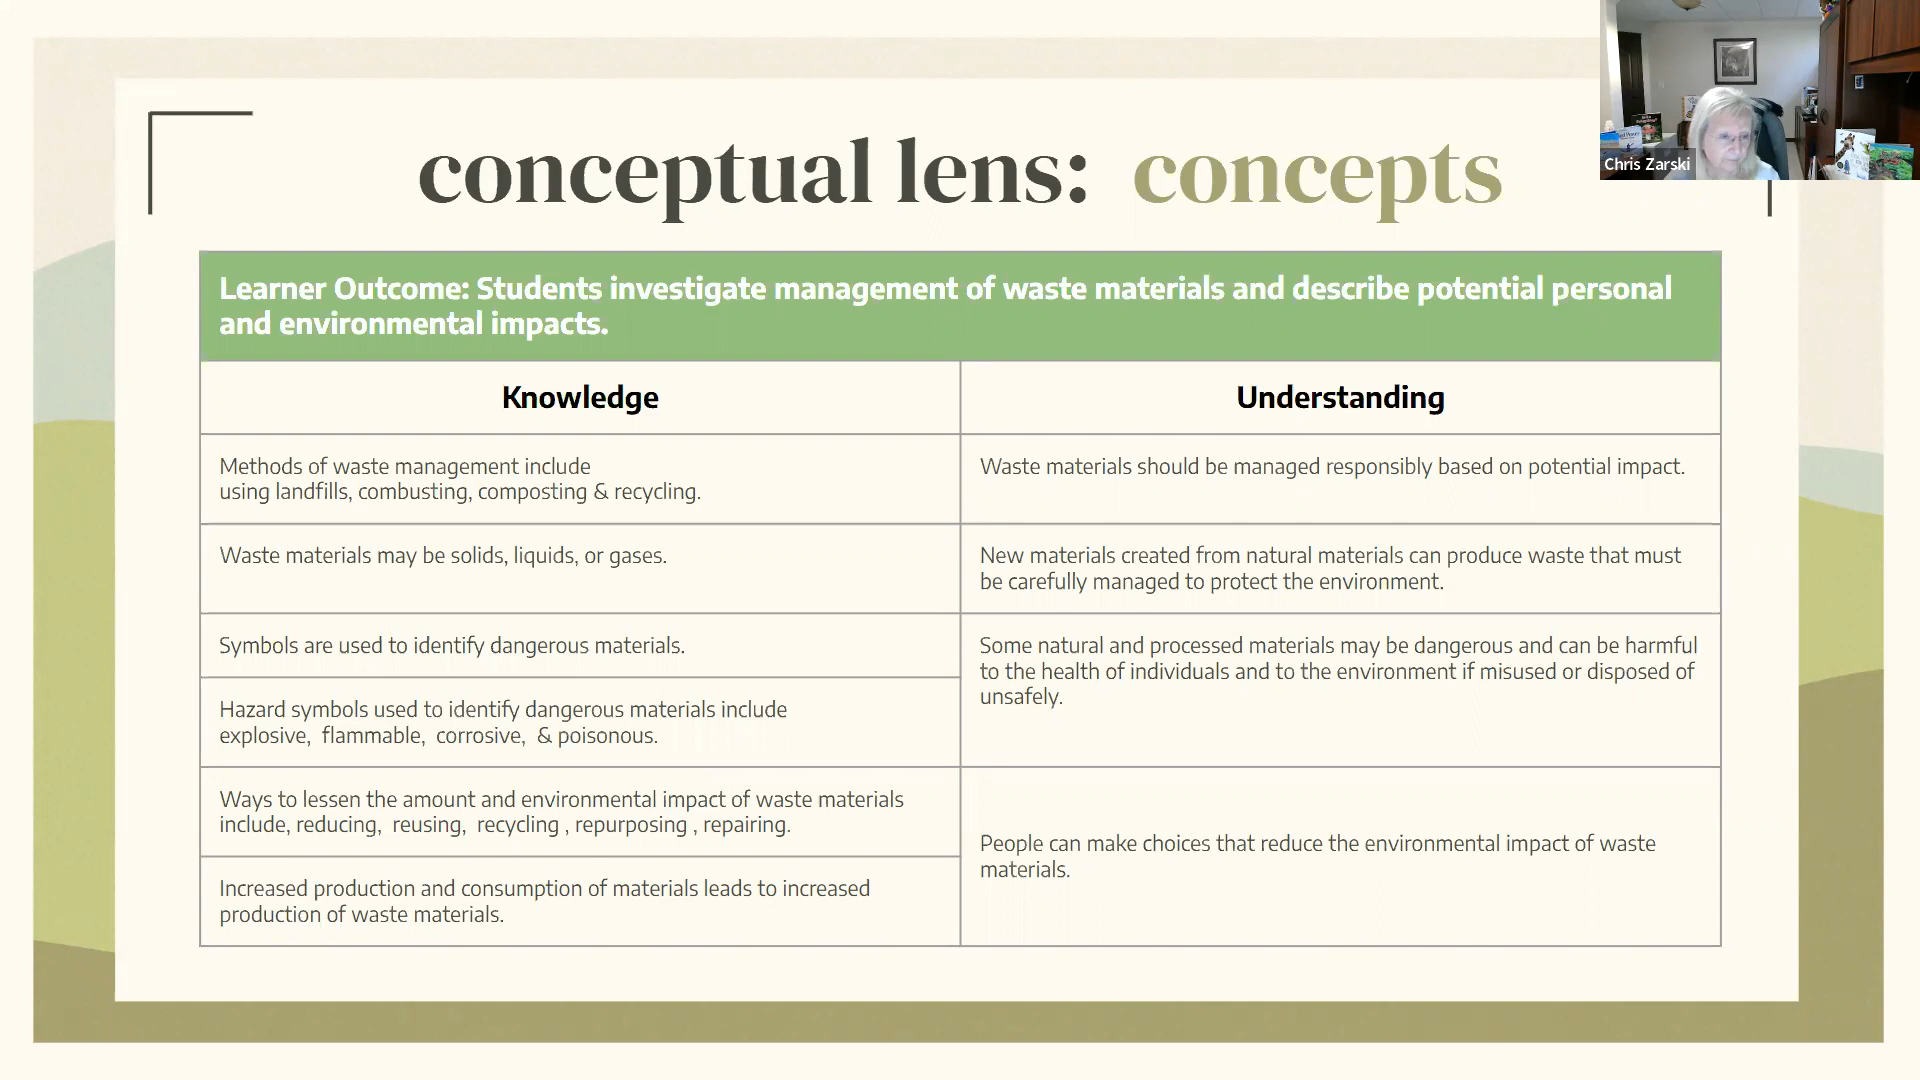 conceptual lens: concepts
Chris Zarski
Learner Outcome: Students investigate management of waste materials and describe potential personal
and environmental impacts.
Knowledge
Understanding
Methods of waste management include
using landfills, combusting, composting & recycling.
Waste materials should be managed responsibly based on potential impact.
Waste materials may be solids, liquids, or gases.
New materials created from natural materials can produce waste that must
be carefully managed to protect the environment.
Symbols are used to identify dangerous materials.
Some natural and processed materials may be dangerous and can be harmful
to the health of individuals and to the environment if misused or disposed of
unsafely.
Hazard symbols used to identify dangerous materials include
explosive, flammable, corrosive, & poisonous.
Ways to lessen the amount and environmental impact of waste materials
include, reducing, reusing, recycling , repurposing , repairing.
People can make choices that reduce the environmental impact of waste
materials.
Increased production and consumption of materials leads to increased
production of waste materials.